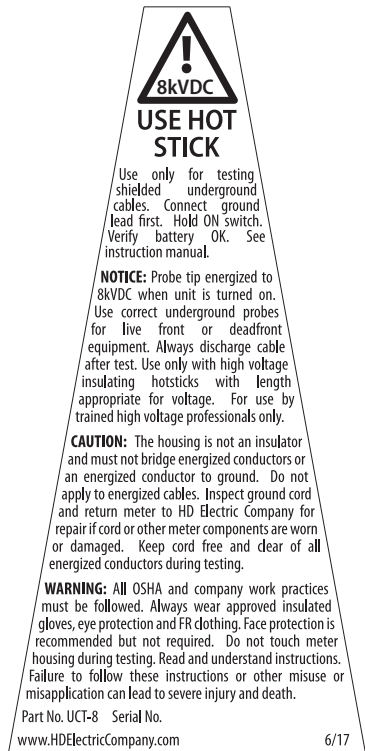 !
8kVDC
USE HOT
STICK
Use only for testing
shielded underground
cables. Connect ground
lead first. Hold ON switch.
Verify battery OK. See
instruction manual.
NOTICE: Probe tip energized to
8kVDC when unit is turned on.
Use correct underground probes
for live front or deadfront
equipment. Always discharge cable
after test. Use only with high voltage
insulating hotsticks with length
appropriate for voltage. For use by
trained high voltage professionals only.
CAUTION: The housing is not an insulator
and must not bridge energized conductors or
an energized conductor to ground. Do not
apply to energized cables. Inspect ground cord
and return meter to HD Electric Company for
repair if cord or other meter components are worn
or damaged. Keep cord free and clear of all
energized conductors during testing.
WARNING: All OSHA and company work practices
must be followed. Always wear approved insulated
gloves, eye protection and FR clothing. Face protection is
recommended but not required. Do not touch meter
housing during testing. Read and understand instructions.
Failure to follow these instructions or other misuse or
misapplication can lead to severe injury and death.
Part No. UCT-8 Serial No.
www.HDElectricCompany.com 6/17